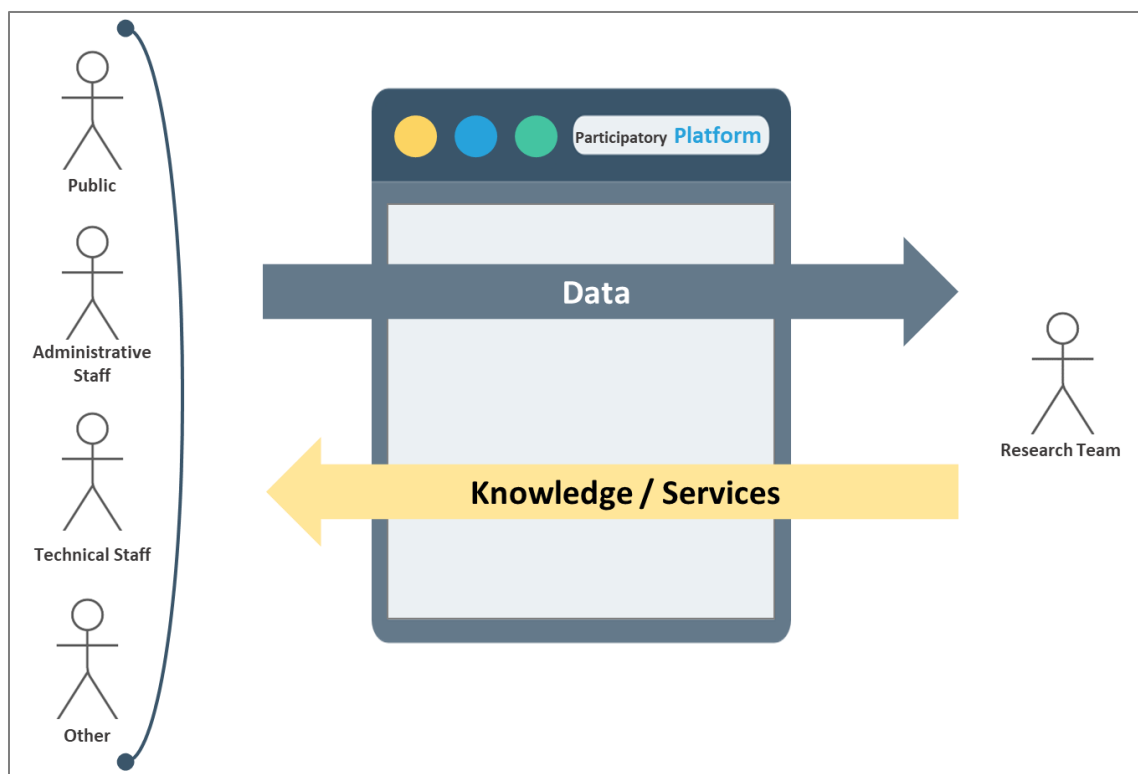 Participatory Platform
Public
Data
Administrative
Staff
Research Team
Knowledge / Services
Technical Staff
Other